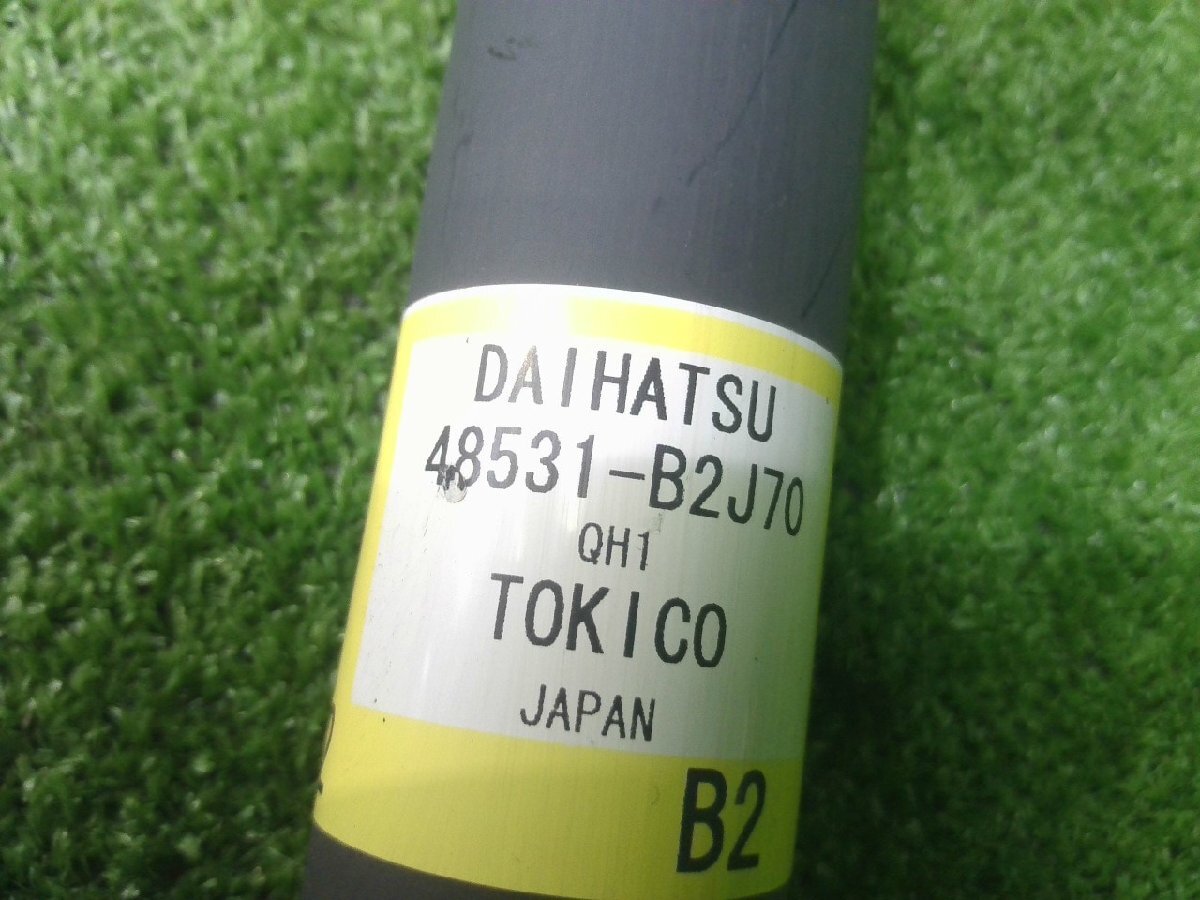 DAIHATSU
48531-B2J70
QH1
TOKICO
JAPAN
B2